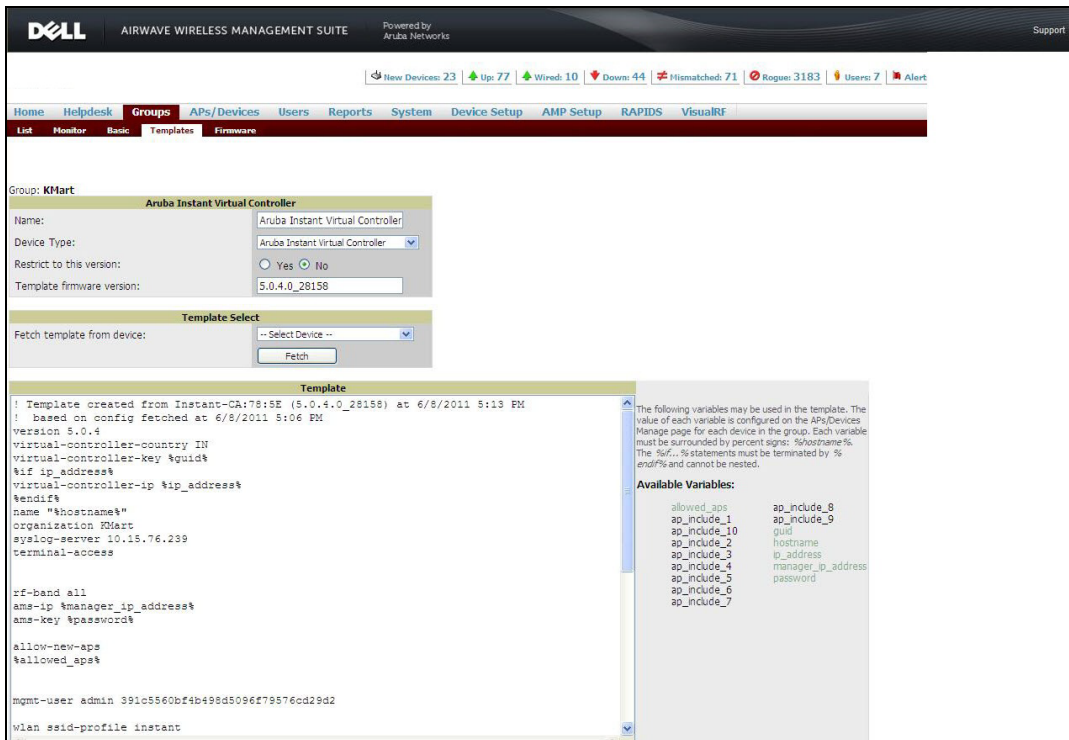 DELL AIRWAVE WIRELESS MANAGEMENT SUITE Powered by Aruba Networks Support
New Devices: 23 Up: 77 Wired: 10 Down: 44 Mismatched: 71 Rogue: 3183 Users: 7 Alert
Home Helpdesk Groups APs/Devices Users Reports System Device Setup AMP Setup RAPIDS VisualRF
List Monitor Basic Templates Firmware
Group: KMart
Aruba Instant Virtual Controller
Name: Aruba Instant Virtual Controller
Device Type: Aruba Instant Virtual Controller
Restrict to this version: Yes No
Template firmware version: 5.0.4.0_28158
Template Select
Fetch template from device: -- Select Device --
Fetch
Template
! Template created from Instant-CA:78:5E (5.0.4.0_28158) at 6/8/2011 5:13 PM
! based on config fetched at 6/8/2011 5:06 PM
version 5.0.4
virtual-controller-country IN
virtual-controller-key %guid%
%if ip_address%
virtual-controller-ip %ip_address%
%endif%
name "%hostname%"
organization KMart
syslog-server 10.15.76.239
terminal-access
rf-band all
ams-ip %manager_ip_address%
ams-key %password%
allow-new-aps
%allowed_aps%
mgmt-user admin 391c5560bf4b498d5096f79576cd29d2
wlan ssid-profile instant
The following variables may be used in the template. The
value of each variable is configured on the APs/Devices
Manage page for each device in the group. Each variable
must be surrounded by percent signs: %hostname%.
The %if...% statements must be terminated by %
endif% and cannot be nested.
Available Variables:
allowed_aps
ap_include_1
ap_include_10
ap_include_2
ap_include_3
ap_include_4
ap_include_5
ap_include_6
ap_include_7
ap_include_8
ap_include_9
guid
hostname
ip_address
manager_ip_address
password